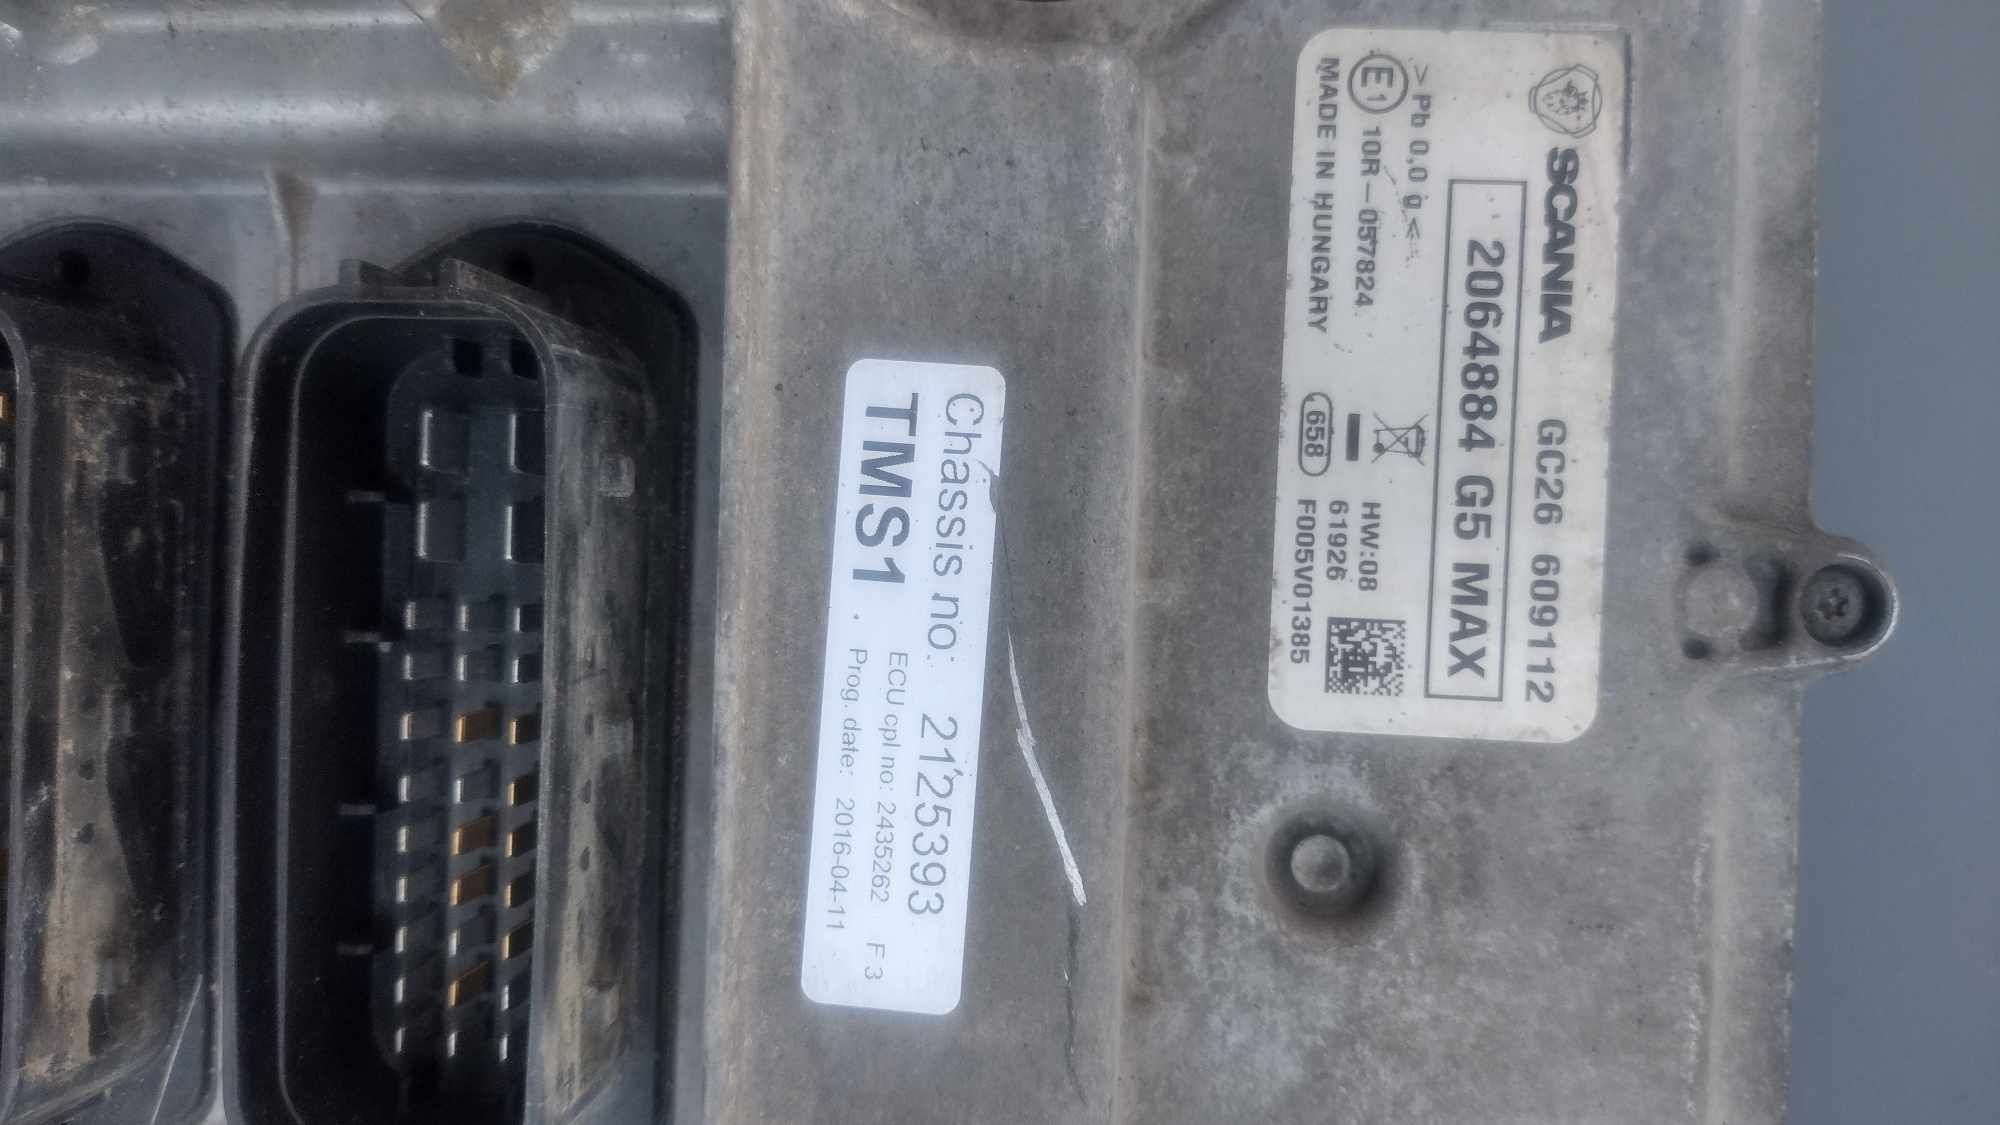 SCANIA GC26 609112
2064884 G5 MAX
>Pb 0,0 g<
E1 10R-057824
MADE IN HUNGARY
HW:08
61926
658 F005V01385
Chassis no: 2125393
TMS1
ECU cpl no: 2435262 F3
Prog. date: 2016-04-11